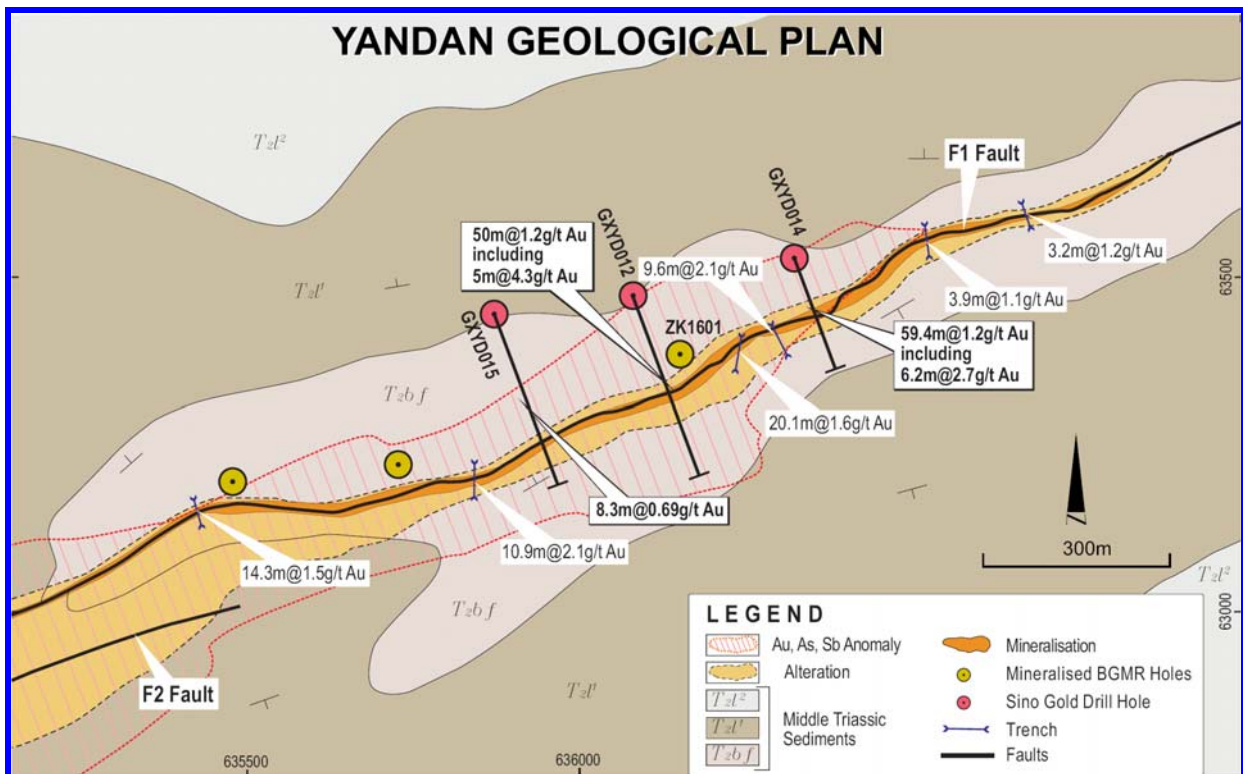 YANDAN GEOLOGICAL PLAN
T₂l²
F1 Fault
GXYD014
GXYD012
50m@1.2g/t Au
including
5m@4.3g/t Au
9.6m@2.1g/t Au
3.2m@1.2g/t Au
T₂l¹
63500
3.9m@1.1g/t Au
ZK1601
GXYD015
59.4m@1.2g/t Au
including
6.2m@2.7g/t Au
T₂b f
20.1m@1.6g/t Au
8.3m@0.69g/t Au
10.9m@2.1g/t Au
300m
14.3m@1.5g/t Au
T₂l²
T₂b f
63000
F2 Fault
T₂l¹
635500
636000
LEGEND
Au, As, Sb Anomaly
Alteration
T₂l²
T₂l¹
T₂b f
Middle Triassic
Sediments
Mineralisation
Mineralised BGMR Holes
Sino Gold Drill Hole
Trench
Faults